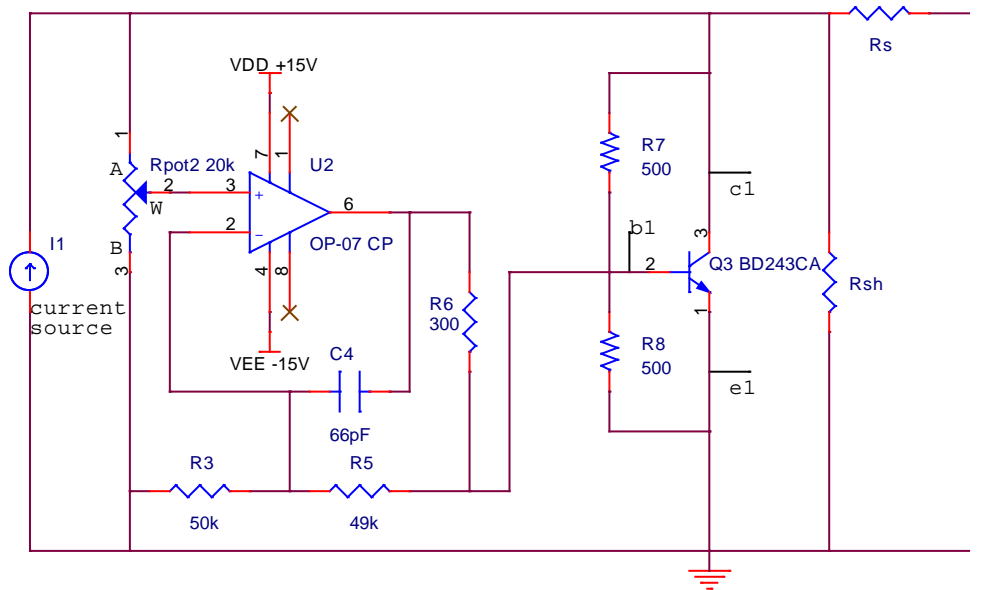 Rs
VDD +15V
1
7
1
A
Rpot2 20k
U2
R7
500
2
W
3
+
6
c1
2
−
OP-07 CP
B
3
I1
4
8
b1
2
3
Q3 BD243CA
Rsh
current
source
R6
300
1
VEE -15V
C4
R8
500
e1
66pF
R3
R5
50k
49k